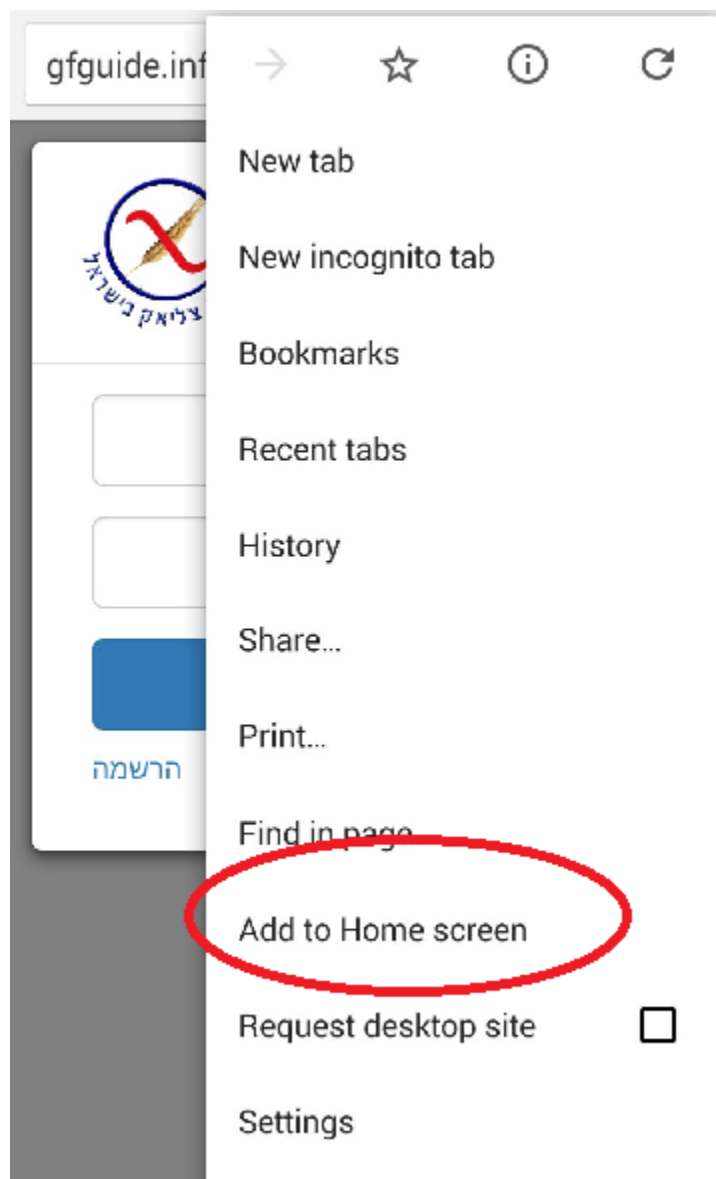 gfguide.inf
צליאק בישראל
New tab
New incognito tab
Bookmarks
Recent tabs
History
Share...
Print...
Find in page
Add to Home screen
Request desktop site
Settings
הרשמה